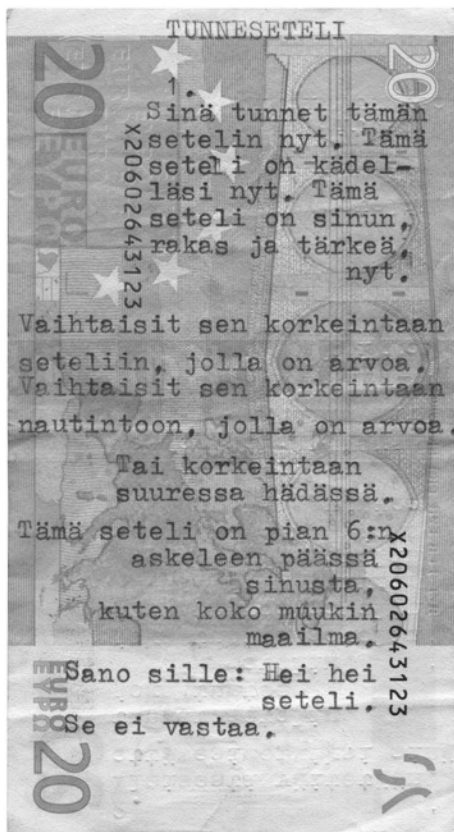 TUNNESETELI
20
20
1.
Sinä tunnet tämän
setelin nyt. Tämä
seteli on kädel-
läsi nyt. Tämä
seteli on sinun,
rakas ja tärkeä,
nyt.
X20602643123
EURO
ΕΥΡΩ
Vaihtaisit sen korkeintaan
seteliin, jolla on arvoa.
Vaihtaisit sen korkeintaan
nautintoon, jolla on arvoa.
Tai korkeintaan
suuressa hädässä.
Tämä seteli on pian 6:n
askeleen päässä
sinusta,
kuten koko muukin
maailma.
X20602643123
Sano sille: Hei hei
seteli.
Se ei vastaa.
EURO
ΕΥΡΩ
20